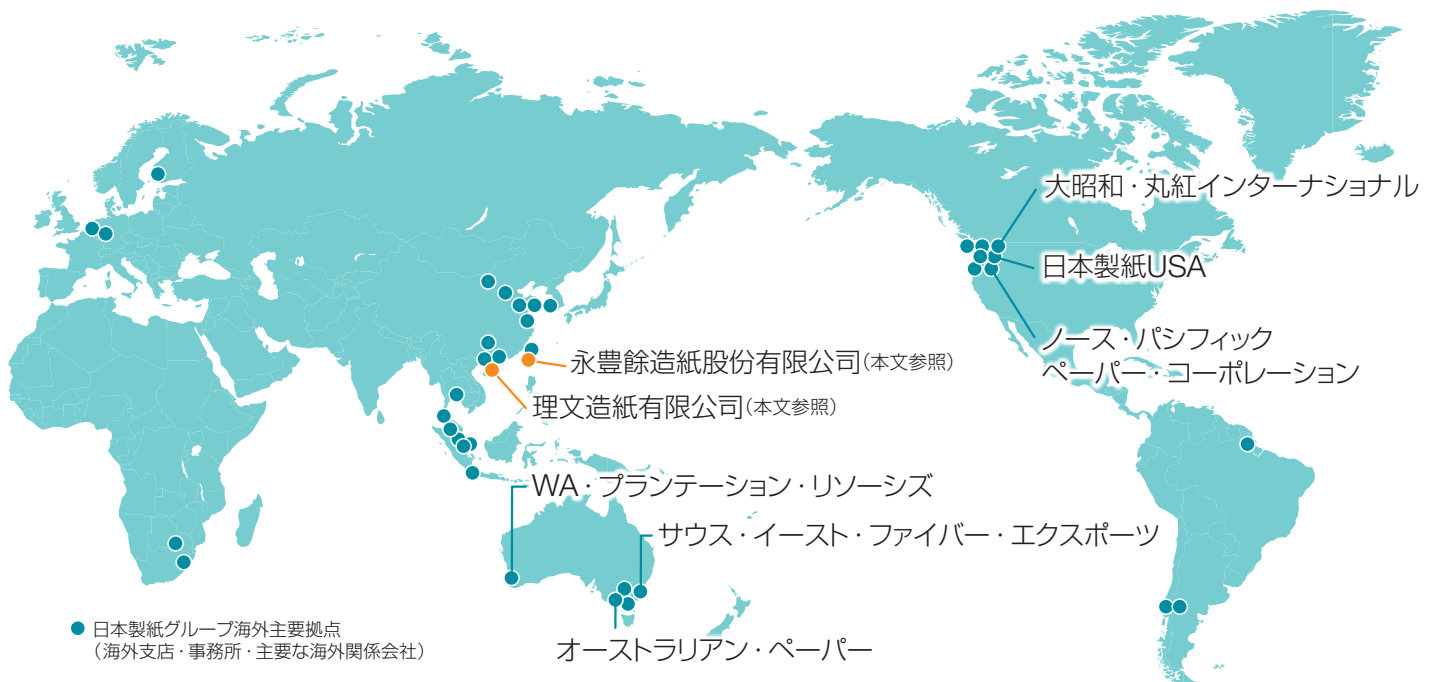 大昭和・丸紅インターナショナル
日本製紙USA
ノース・パシフィック
ペーパー・コーポレーション
永豊餘造紙股份有限公司(本文参照)
理文造紙有限公司(本文参照)
WA・プランテーション・リソーシズ
サウス・イースト・ファイバー・エクスポーツ
オーストラリアン・ペーパー
日本製紙グループ海外主要拠点
(海外支店・事務所・主要な海外関係会社)